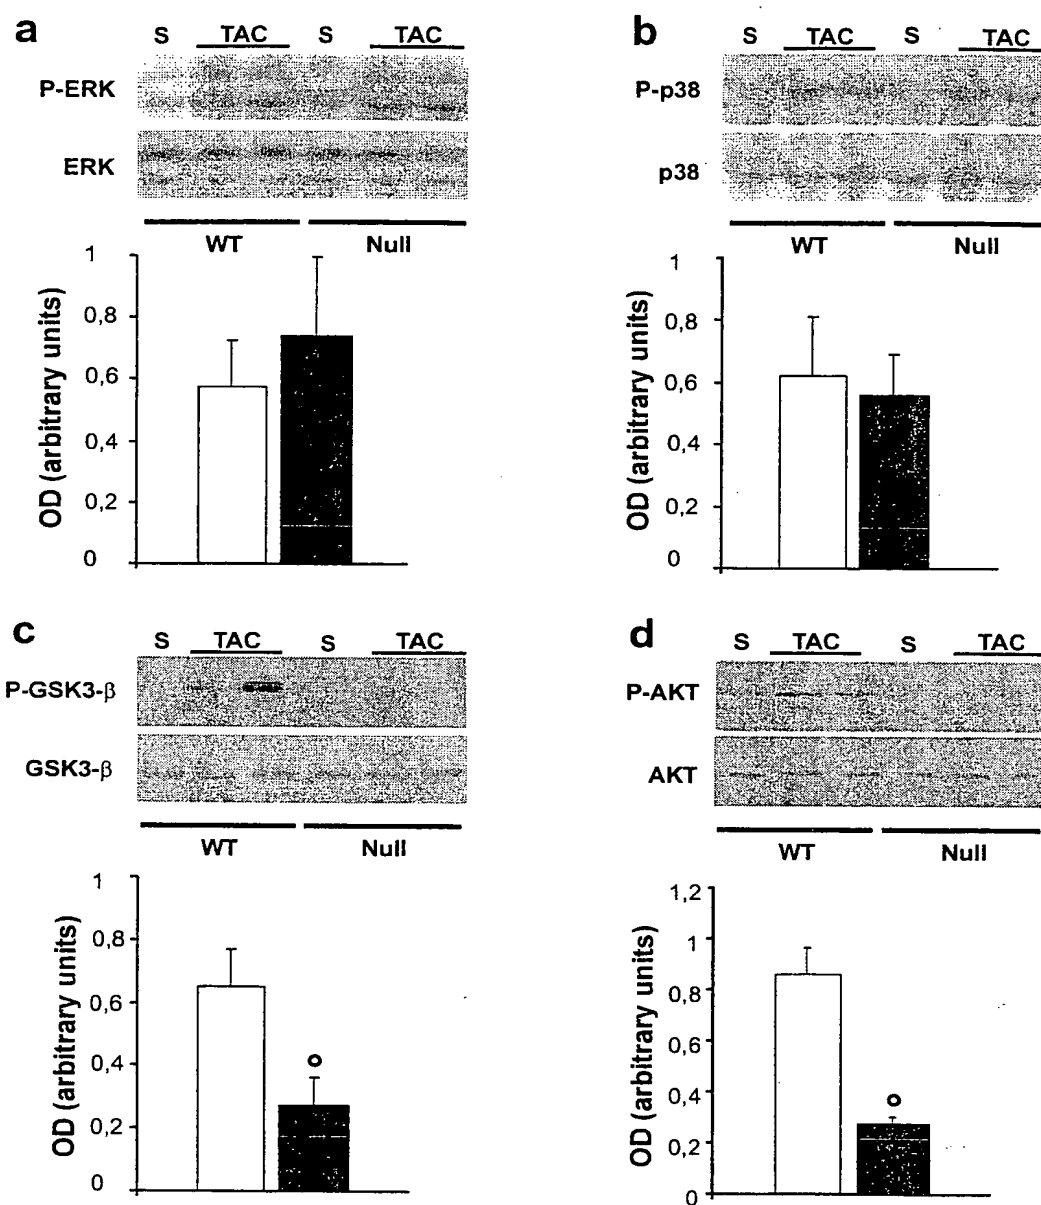 a
S TAC S TAC
P-ERK
ERK
WT Null
OD (arbitrary units)
1
0,8
0,6
0,4
0,2
0
b
S TAC S TAC
P-p38
p38
WT Null
OD (arbitrary units)
1
0,8
0,6
0,4
0,2
0
c
S TAC S TAC
P-GSK3-β
GSK3-β
WT Null
OD (arbitrary units)
1
0,8
0,6
0,4
0,2
0
d
S TAC S TAC
P-AKT
AKT
WT Null
OD (arbitrary units)
1,2
1
0,8
0,6
0,4
0,2
0